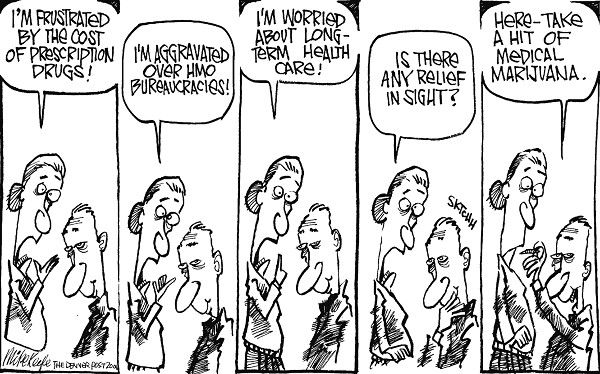 I'M FRUSTRATED
BY THE COST
OF PRESCRIPTION
DRUGS!
I'M AGGRAVATED
OVER HMO
BUREAUCRACIES!
I'M WORRIED
ABOUT LONG-
TERM HEALTH
CARE!
IS THERE
ANY RELIEF
IN SIGHT?
SKTCHH
HERE-TAKE
A HIT OF
MEDICAL
MARIJUANA.
THE DENVER POST